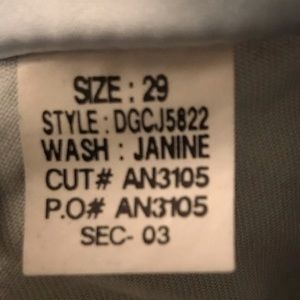 SIZE : 29
STYLE : DGCJ5822
WASH : JANINE
CUT# AN3105
P.O# AN3105
SEC- 03